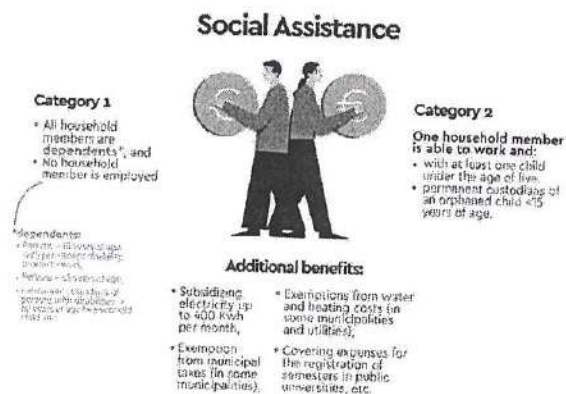 Social Assistance
Category 1
• All household
members are
dependents*, and
• No household
member is employed
*dependents:
Category 2
One household member
is able to work and:
• with at least one child
under the age of five,
• permanent custodians of
an orphaned child <15
years of age.
Additional benefits:
• Subsidizing
electricity up
to 400 Kwh
per month,
• Exemption
from municipal
taxes (in some
municipalities),
• Exemptions from water
and heating costs (in
some municipalities
and utilities),
• Covering expenses for
the registration of
semesters in public
universities, etc.